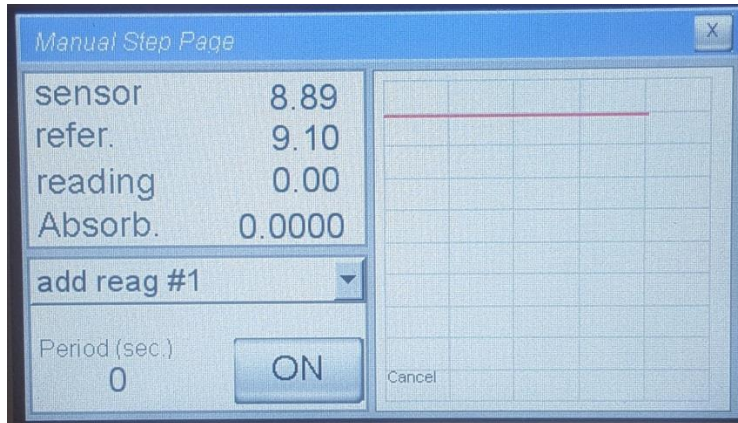 Manual Step Page X
sensor 8.89
refer. 9.10
reading 0.00
Absorb. 0.0000
add reag #1
Period (sec.)
0
ON
Cancel